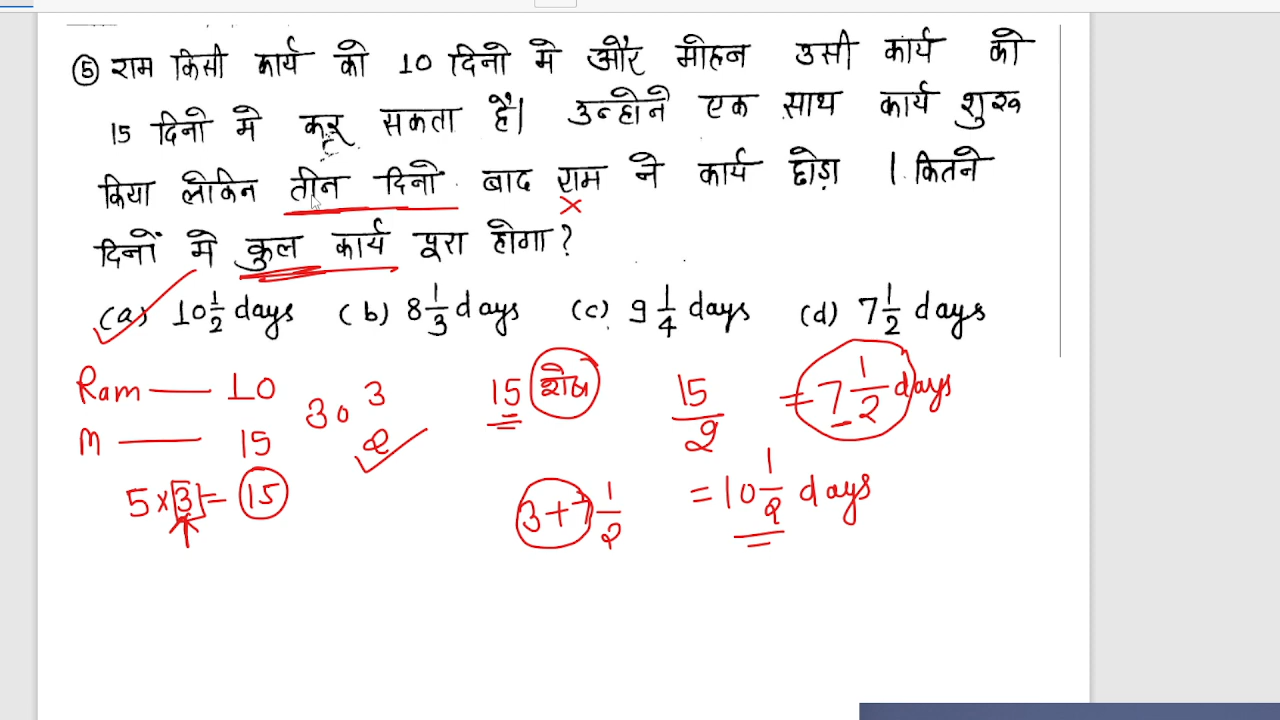 ⑤ राम किसी कार्य को 10 दिनो मे और मोहन उसी कार्य को
15 दिनो मे कर सकता है। उन्होने एक साथ कार्य शुरू
किया लेकिन तीन दिनो बाद राम ने कार्य छोड़ा । कितने
दिनों मे कुल कार्य पूरा होगा ?
(a) 10 1/2 days (b) 8 1/3 days (c) 9 1/4 days (d) 7 1/2 days
Ram — 10 30 3 15 शेष 15/2 = 7 1/2 days
M — 15 2
5 × 3 = 15 3 + 7 1/2 = 10 1/2 days